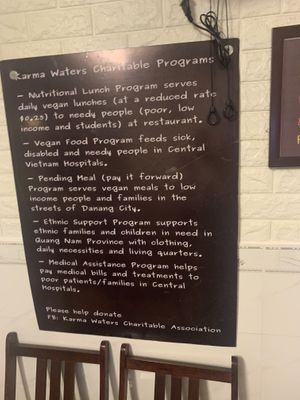 Karma Waters Charitable Programs
– Nutritional Lunch Program serves
daily vegan lunches (at a reduced rate
$0.25) to needy people (poor, low
income and students) at restaurant.
– Vegan Food Program feeds sick,
disabled and needy people in Central
Vietnam Hospitals.
– Pending Meal (pay it forward)
Program serves vegan meals to low
income people and families in the
streets of Danang City.
– Ethnic Support Program supports
ethnic families and children in need in
Quang Nam Province with clothing,
daily necessities and living quarters.
– Medical Assistance Program helps
pay medical bills and treatments to
poor patients/families in Central
Hospitals.
Please help donate
FB: Karma Waters Charitable Association